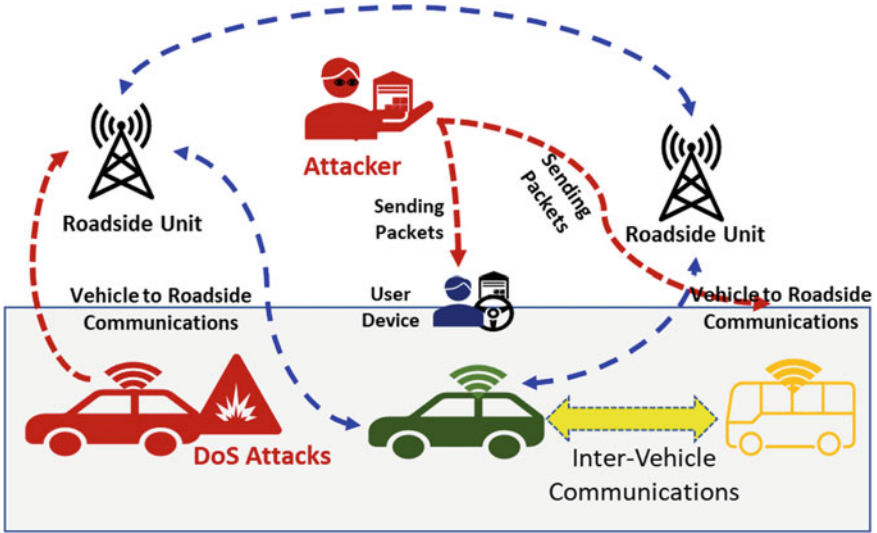 Attacker
Roadside Unit
Sending
Packets
Sending
Packets
Roadside Unit
Vehicle to Roadside
Communications
User
Device
Vehicle to Roadside
Communications
DoS Attacks
Inter-Vehicle
Communications